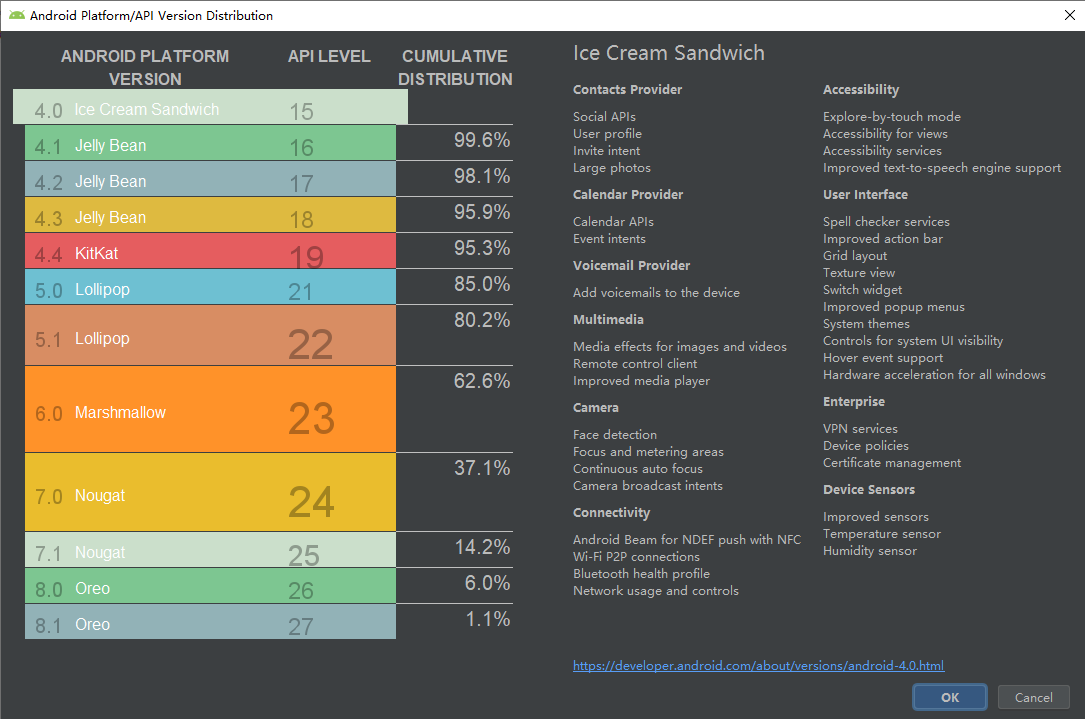 Android Platform/API Version Distribution
ANDROID PLATFORM VERSION API LEVEL CUMULATIVE DISTRIBUTION
4.0 Ice Cream Sandwich 15
4.1 Jelly Bean 16 99.6%
4.2 Jelly Bean 17 98.1%
4.3 Jelly Bean 18 95.9%
4.4 KitKat 19 95.3%
5.0 Lollipop 21 85.0%
5.1 Lollipop 22 80.2%
6.0 Marshmallow 23 62.6%
7.0 Nougat 24 37.1%
7.1 Nougat 25 14.2%
8.0 Oreo 26 6.0%
8.1 Oreo 27 1.1%
Ice Cream Sandwich
Contacts Provider
Social APIs
User profile
Invite intent
Large photos
Calendar Provider
Calendar APIs
Event intents
Voicemail Provider
Add voicemails to the device
Multimedia
Media effects for images and videos
Remote control client
Improved media player
Camera
Face detection
Focus and metering areas
Continuous auto focus
Camera broadcast intents
Connectivity
Android Beam for NDEF push with NFC
Wi-Fi P2P connections
Bluetooth health profile
Network usage and controls
Accessibility
Explore-by-touch mode
Accessibility for views
Accessibility services
Improved text-to-speech engine support
User Interface
Spell checker services
Improved action bar
Grid layout
Texture view
Switch widget
Improved popup menus
System themes
Controls for system UI visibility
Hover event support
Hardware acceleration for all windows
Enterprise
VPN services
Device policies
Certificate management
Device Sensors
Improved sensors
Temperature sensor
Humidity sensor
https://developer.android.com/about/versions/android-4.0.html
OK
Cancel